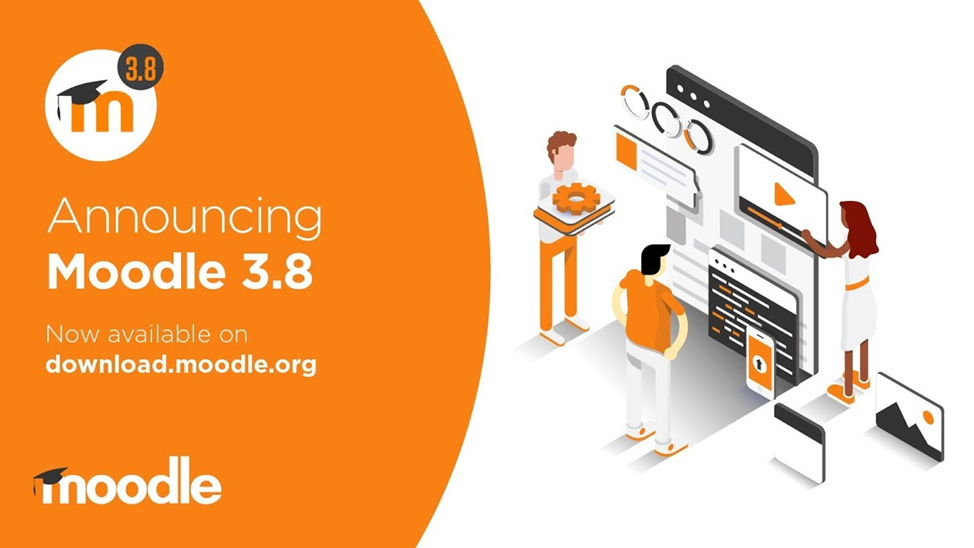 3.8
m
Announcing
Moodle 3.8
Now available on
download.moodle.org
moodle